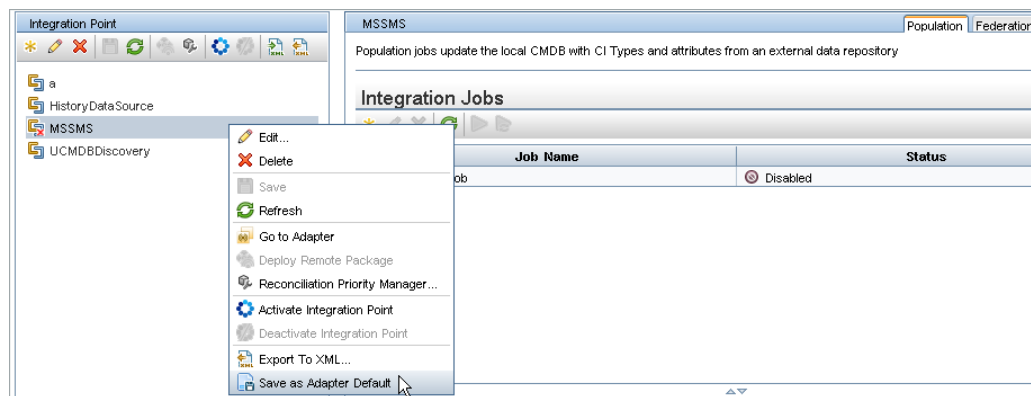 Integration Point
a
HistoryDataSource
MSSMS
UCMDBDiscovery
Edit...
Delete
Save
Refresh
Go to Adapter
Deploy Remote Package
Reconciliation Priority Manager...
Activate Integration Point
Deactivate Integration Point
Export To XML...
Save as Adapter Default
MSSMS
Population
Federation
Population jobs update the local CMDB with CI Types and attributes from an external data repository
Integration Jobs
Job Name
Status
ob
Disabled